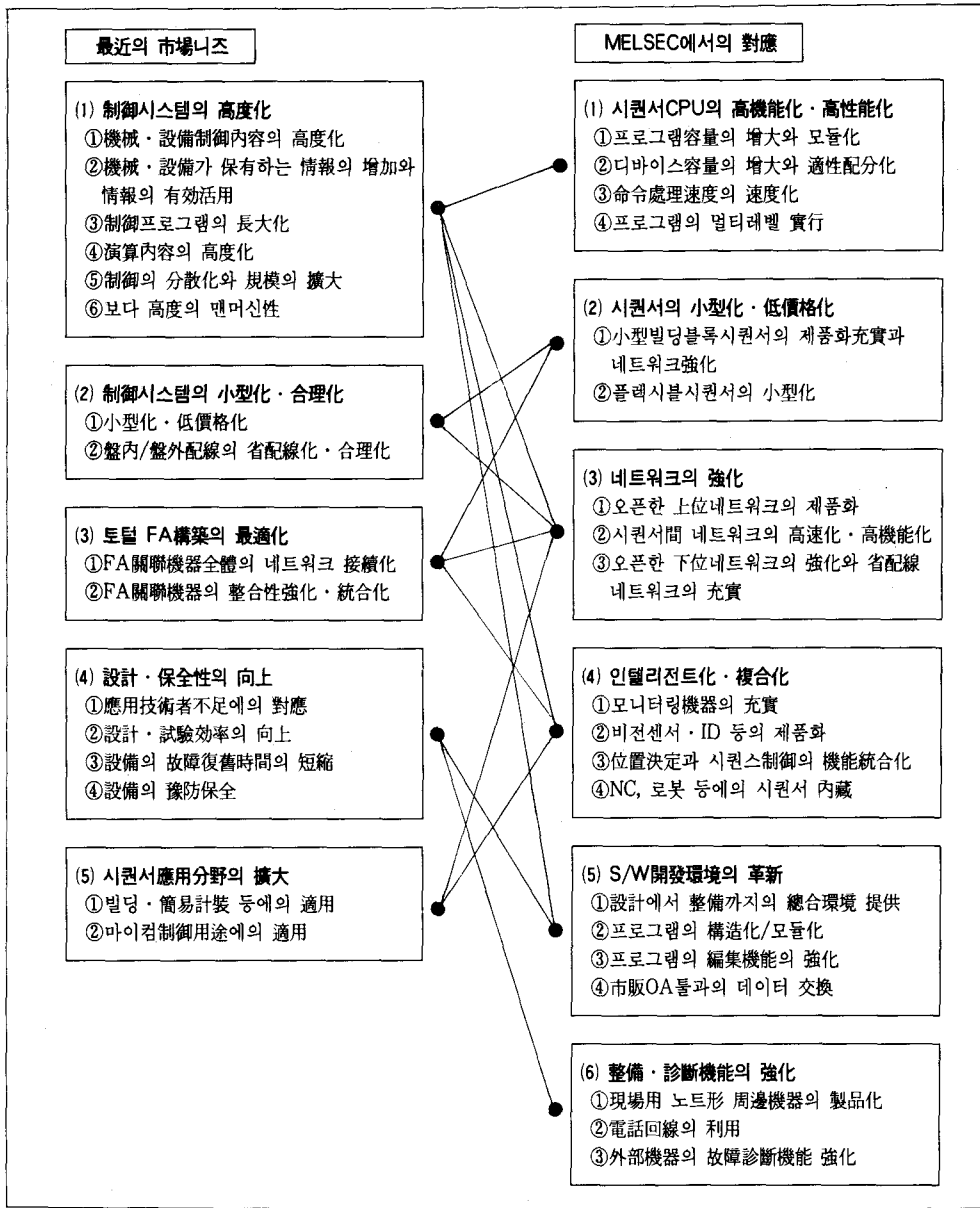 最近의 市場니즈
(1) 制御시스템의 高度化
①機械·設備制御内容의 高度化
②機械·設備가 保有하는 情報의 增加와
情報의 有効活用
③制御프로그램의 長大化
④演算内容의 高度化
⑤制御의 分散化와 規模의 擴大
⑥보다 高度의 맨머신性
(2) 制御시스템의 小型化·合理化
①小型化·低價格化
②盤内/盤外配線의 省配線化·合理化
(3) 토털 FA構築의 最適化
①FA關聯機器全體의 네트워크 接續化
②FA關聯機器의 整合性強化·統合化
(4) 設計·保全性의 向上
①應用技術者不足에의 對應
②設計·試驗効率의 向上
③設備의 故障復舊時間의 短縮
④設備의 豫防保全
(5) 시퀀서應用分野의 擴大
①빌딩·簡易計裝 등에의 適用
②마이컴制御用途에의 適用
MELSEC에서의 對應
(1) 시퀀서CPU의 高機能化·高性能化
①프로그램容量의 增大와 모듈化
②디바이스容量의 增大와 適性配分化
③命令處理速度의 速度化
④프로그램의 멀티레벨 實行
(2) 시퀀서의 小型化·低價格化
①小型빌딩블록시퀀서의 제품화充實과
네트워크強化
②플렉시블시퀀서의 小型化
(3) 네트워크의 強化
①오픈한 上位네트워크의 제품화
②시퀀서間 네트워크의 高速化·高機能化
③오픈한 下位네트워크의 強化와 省配線
네트워크의 充實
(4) 인텔리전트化·複合化
①모니터링機器의 充實
②비전센서·ID 등의 제품화
③位置決定과 시퀀스制御의 機能統合化
④NC, 로봇 등에의 시퀀서 内藏
(5) S/W開發環境의 革新
①設計에서 整備까지의 總合環境 提供
②프로그램의 構造化/모듈化
③프로그램의 編集機能의 強化
④市販OA툴과의 데이터 交換
(6) 整備·診斷機能의 強化
①現場用 노트形 周邊機器의 製品化
②電話回線의 利用
③外部機器의 故障診斷機能 強化